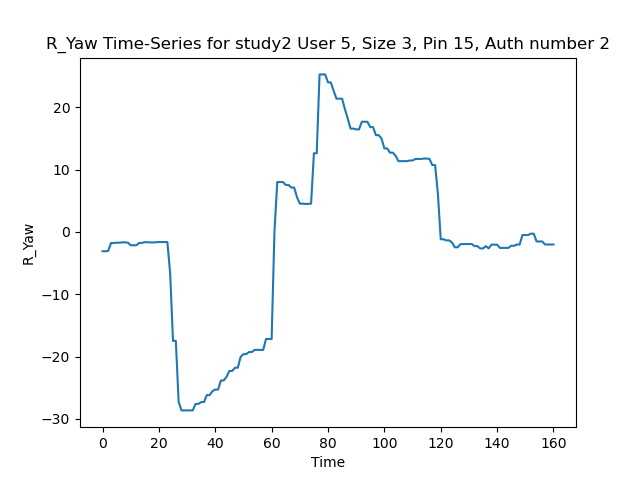 R_Yaw Time-Series for study2 User 5, Size 3, Pin 15, Auth number 2
20
10
0
−10
−20
−30
R_Yaw
0 20 40 60 80 100 120 140 160
Time